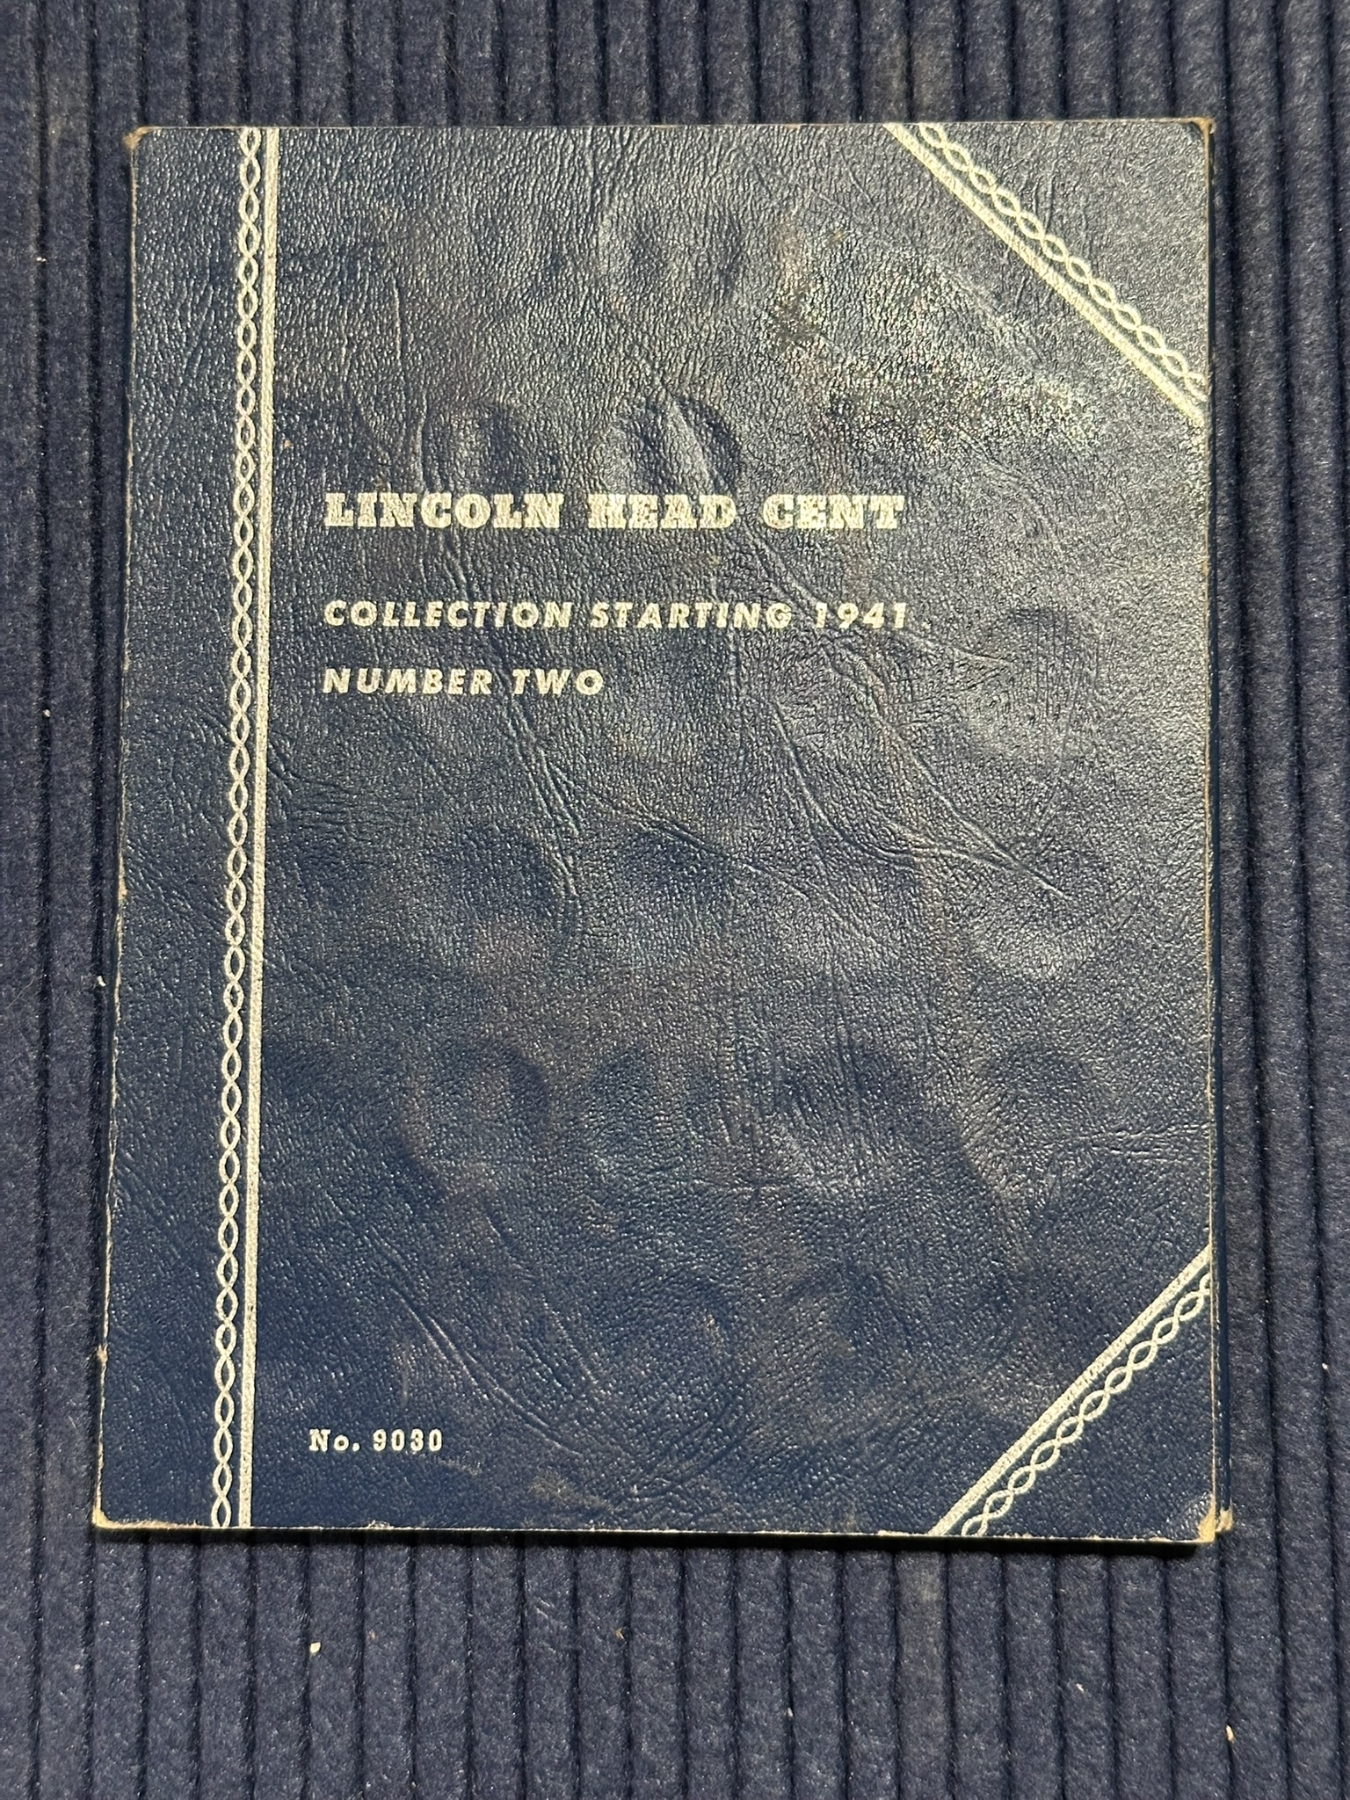 LINCOLN HEAD CENT
COLLECTION STARTING 1941
NUMBER TWO
No. 9030